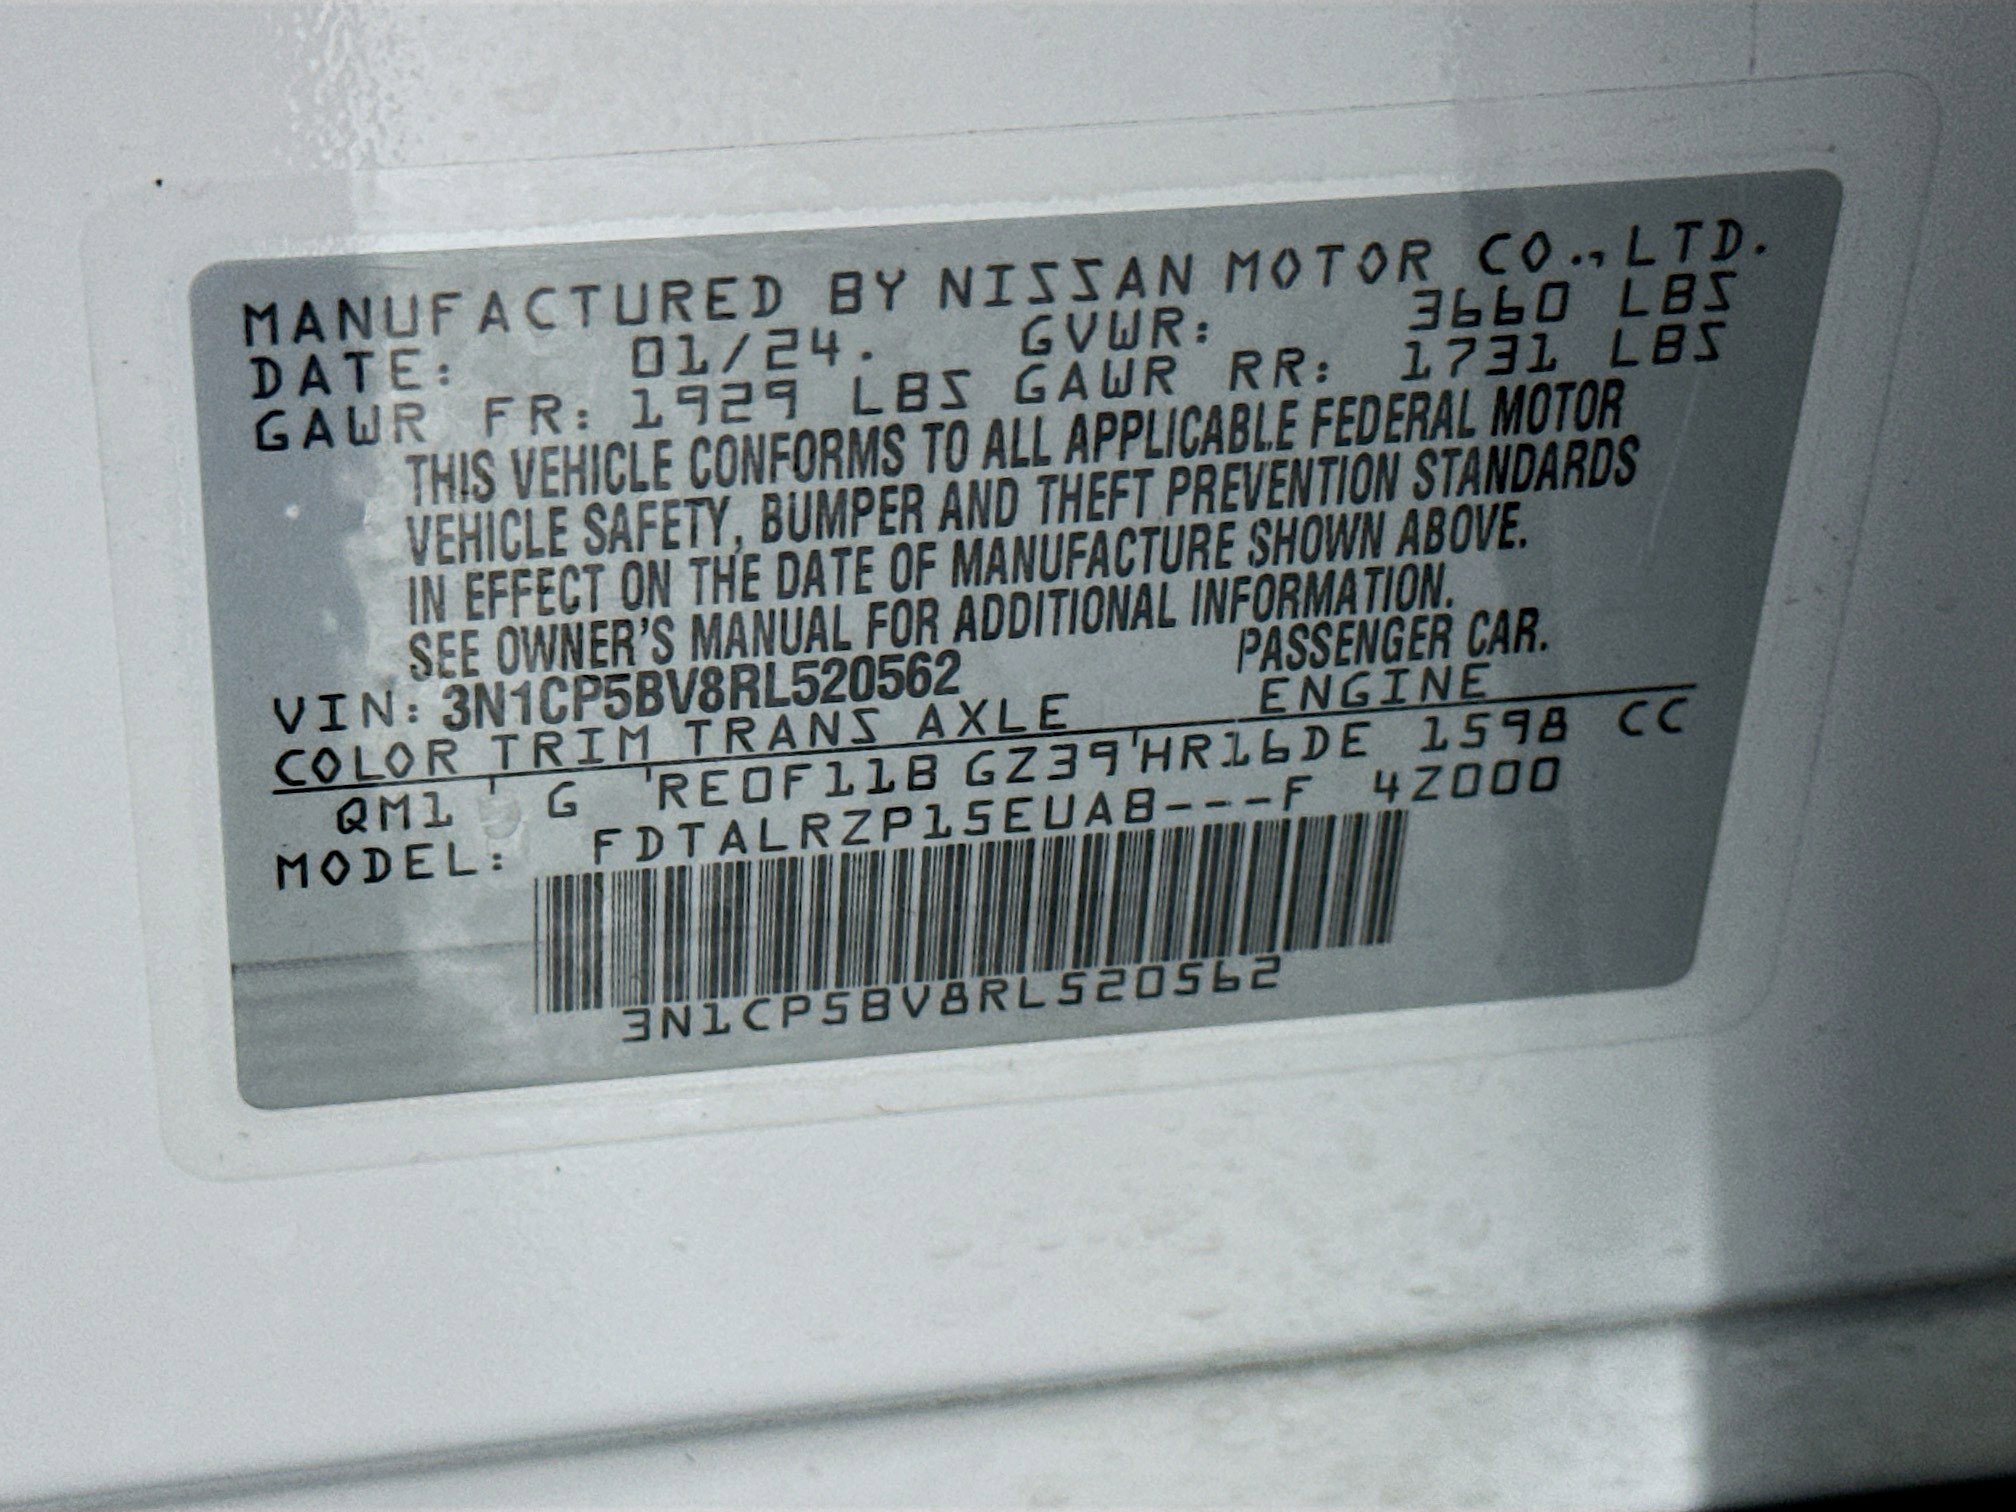 MANUFACTURED BY NISSAN MOTOR CO., LTD.
DATE: 01/24. GVWR: 3660 LBS
GAWR FR: 1929 LBS GAWR RR: 1731 LBS
THIS VEHICLE CONFORMS TO ALL APPLICABLE FEDERAL MOTOR
VEHICLE SAFETY, BUMPER AND THEFT PREVENTION STANDARDS
IN EFFECT ON THE DATE OF MANUFACTURE SHOWN ABOVE.
SEE OWNER'S MANUAL FOR ADDITIONAL INFORMATION.
VIN: 3N1CP5BV8RL520562 PASSENGER CAR.
COLOR TRIM TRANS AXLE ENGINE
QM1 G RE0F11B GZ39 HR16DE 1598 CC
MODEL: FDTALRZP15EUAB---F 4Z000
3N1CP5BV8RL520562